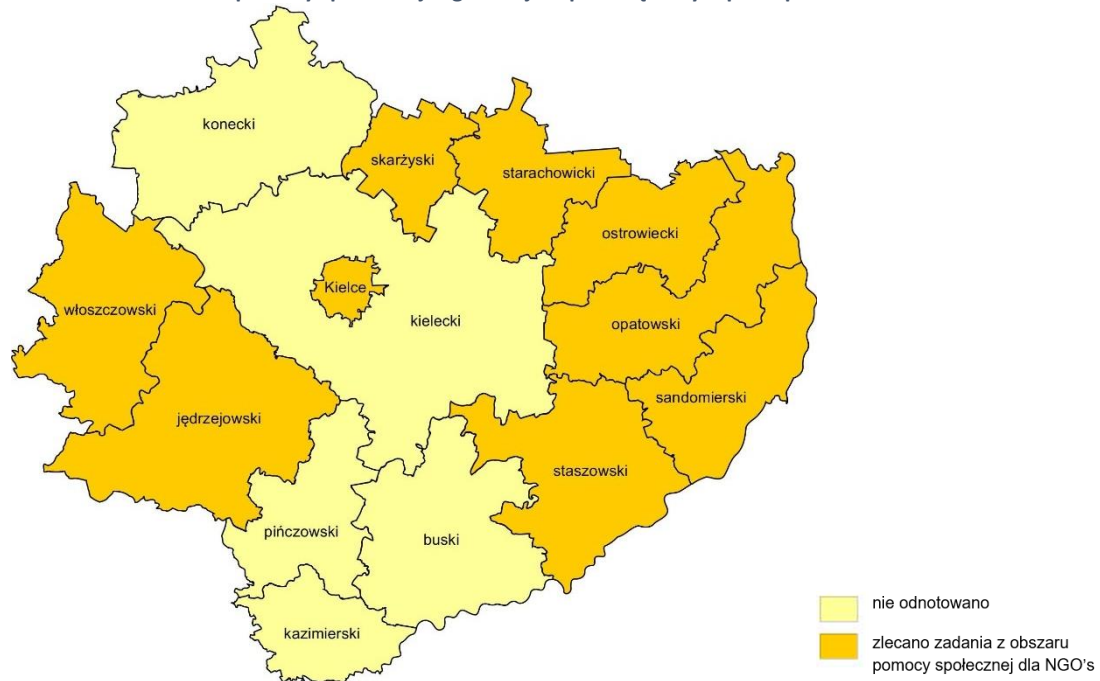 konecki
skarżyski
starachowicki
ostrowiecki
Kielce
włoszczowski
kielecki
opatowski
sandomierski
jędrzejowski
staszowski
pińczowski
buski
kazimierski
nie odnotowano
zlecano zadania z obszaru
pomocy społecznej dla NGO's